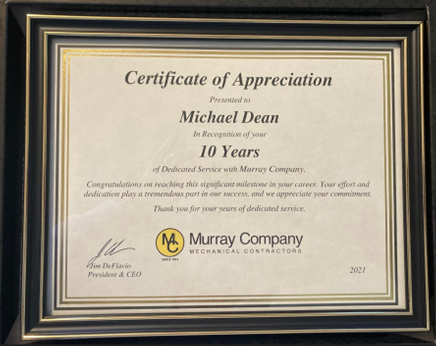 Certificate of Appreciation
Presented to
Michael Dean
In Recognition of your
10 Years
of Dedicated Service with Murray Company.
Congratulations on reaching this significant milestone in your career. Your effort and
dedication play a tremendous part in our success, and we appreciate your commitment.
Thank you for your years of dedicated service.
MC
SINCE 1913
Murray Company
MECHANICAL CONTRACTORS
Jim DeFlavio
President & CEO
2021